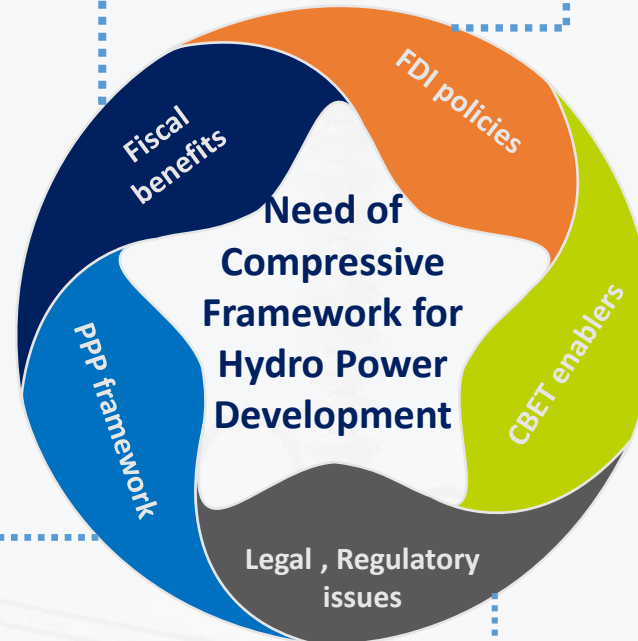 Fiscal
benefits
FDI policies
Need of
Compressive
Framework for
Hydro Power
Development
CBET enablers
PPP framework
Legal , Regulatory
issues